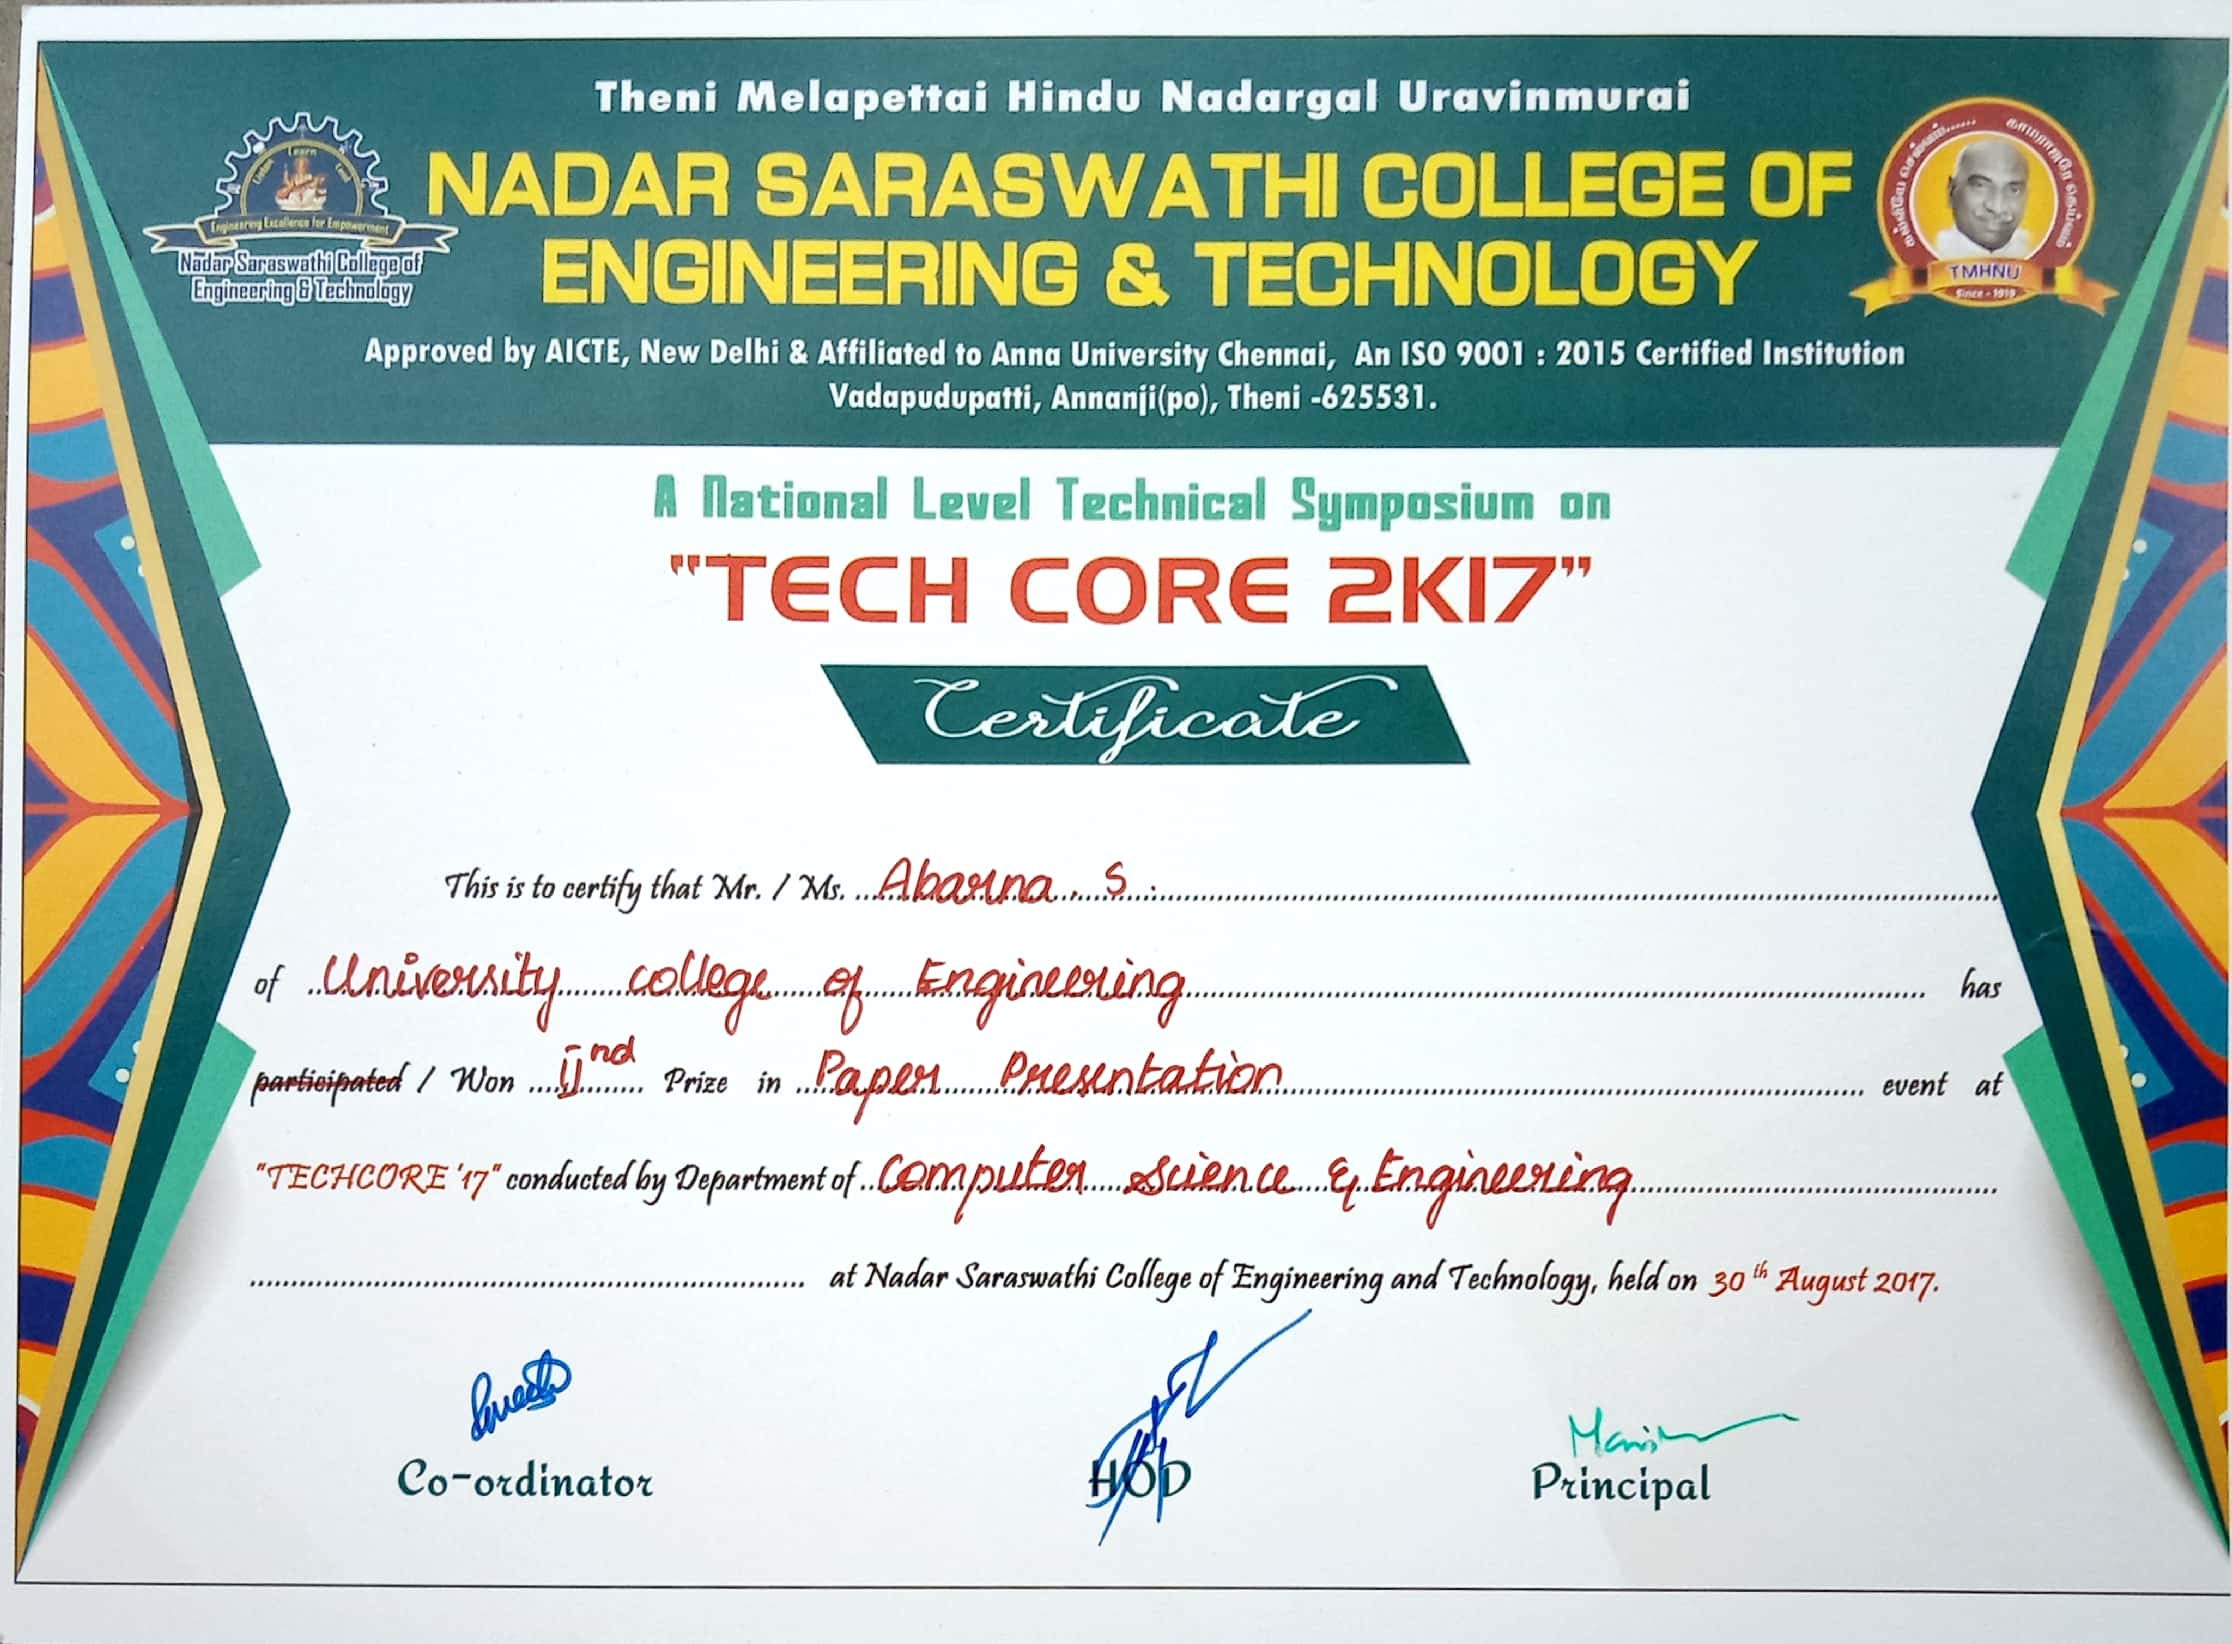 Theni Melapettai Hindu Nadargal Uravinmurai
NADAR SARASWATHI COLLEGE OF
ENGINEERING & TECHNOLOGY
Learn
Engineering Excellence for Empowerment
Nadar Saraswathi College of
Engineering & Technology
TMHNU
Since - 1919
Approved by AICTE, New Delhi & Affiliated to Anna University Chennai, An ISO 9001 : 2015 Certified Institution
Vadapudupatti, Annanji(po), Theni -625531.
A National Level Technical Symposium on
"TECH CORE 2K17"
Certificate
This is to certify that Mr. / Ms. Abarna. S.
of University college of Engineering has
participated / Won IInd Prize in Paper Presentation event at
"TECHCORE '17" conducted by Department of Computer Science & Engineering
at Nadar Saraswathi College of Engineering and Technology, held on 30th August 2017.
Co-ordinator
HOD
Principal